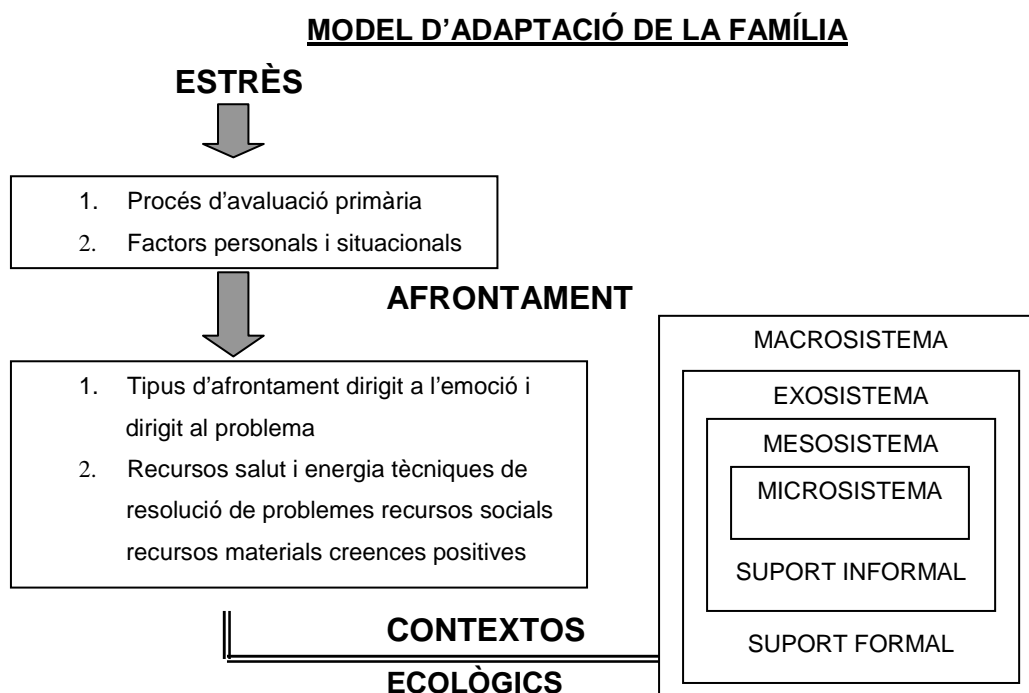 MODEL D’ADAPTACIÓ DE LA FAMÍLIA
ESTRÈS
1. Procés d’avaluació primària
2. Factors personals i situacionals
AFRONTAMENT
1. Tipus d’afrontament dirigit a l’emoció i
dirigit al problema
2. Recursos salut i energia tècniques de
resolució de problemes recursos socials
recursos materials creences positives
MACROSISTEMA
EXOSISTEMA
MESOSISTEMA
MICROSISTEMA
SUPORT INFORMAL
SUPORT FORMAL
CONTEXTOS
ECOLÒGICS